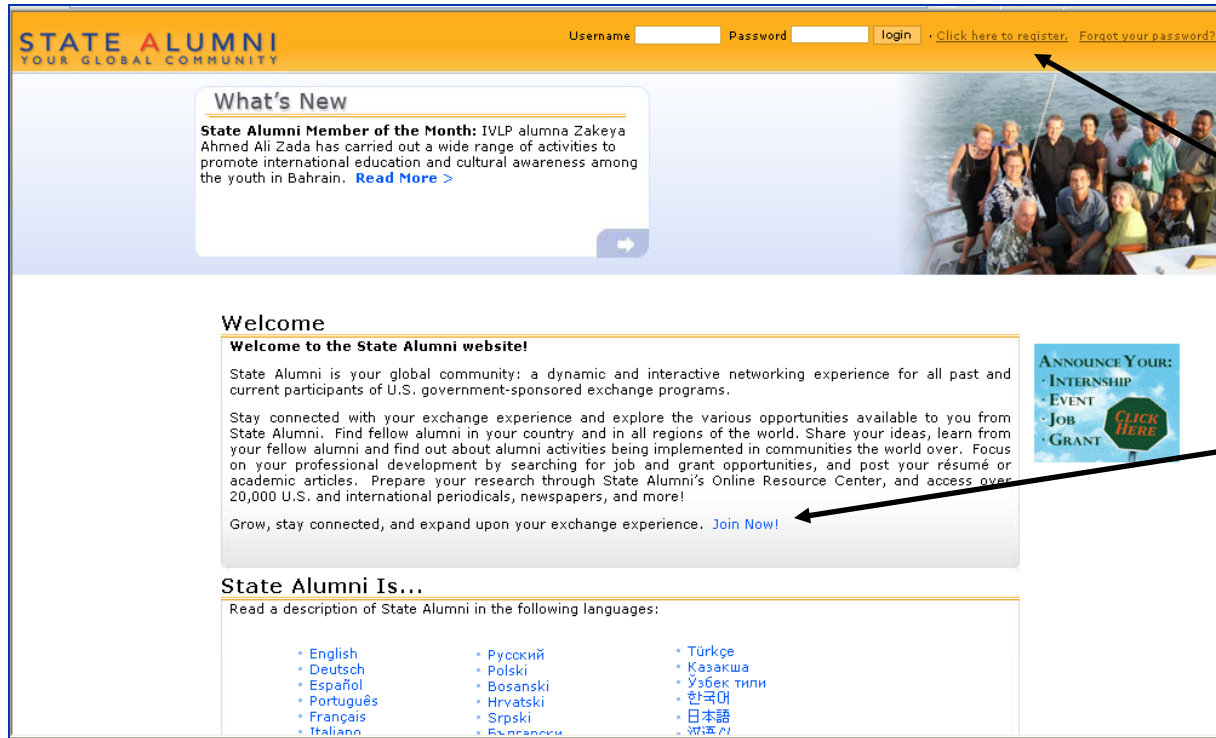 STATE ALUMNI
YOUR GLOBAL COMMUNITY
Username Password login · Click here to register. Forgot your password?
What's New
State Alumni Member of the Month: IVLP alumna Zakeya
Ahmed Ali Zada has carried out a wide range of activities to
promote international education and cultural awareness among
the youth in Bahrain. Read More >
Welcome
Welcome to the State Alumni website!
State Alumni is your global community: a dynamic and interactive networking experience for all past and
current participants of U.S. government-sponsored exchange programs.
Stay connected with your exchange experience and explore the various opportunities available to you from
State Alumni. Find fellow alumni in your country and in all regions of the world. Share your ideas, learn from
your fellow alumni and find out about alumni activities being implemented in communities the world over. Focus
on your professional development by searching for job and grant opportunities, and post your résumé or
academic articles. Prepare your research through State Alumni's Online Resource Center, and access over
20,000 U.S. and international periodicals, newspapers, and more!
Grow, stay connected, and expand upon your exchange experience. Join Now!
ANNOUNCE YOUR:
· INTERNSHIP
· EVENT
· JOB
· GRANT
CLICK
HERE
State Alumni Is...
Read a description of State Alumni in the following languages:
• English
• Deutsch
• Español
• Português
• Français
• Italiano
• Русский
• Polski
• Bosanski
• Hrvatski
• Srpski
• Български
• Türkçe
• Казакша
• Ўзбек тили
• 한국어
• 日本語